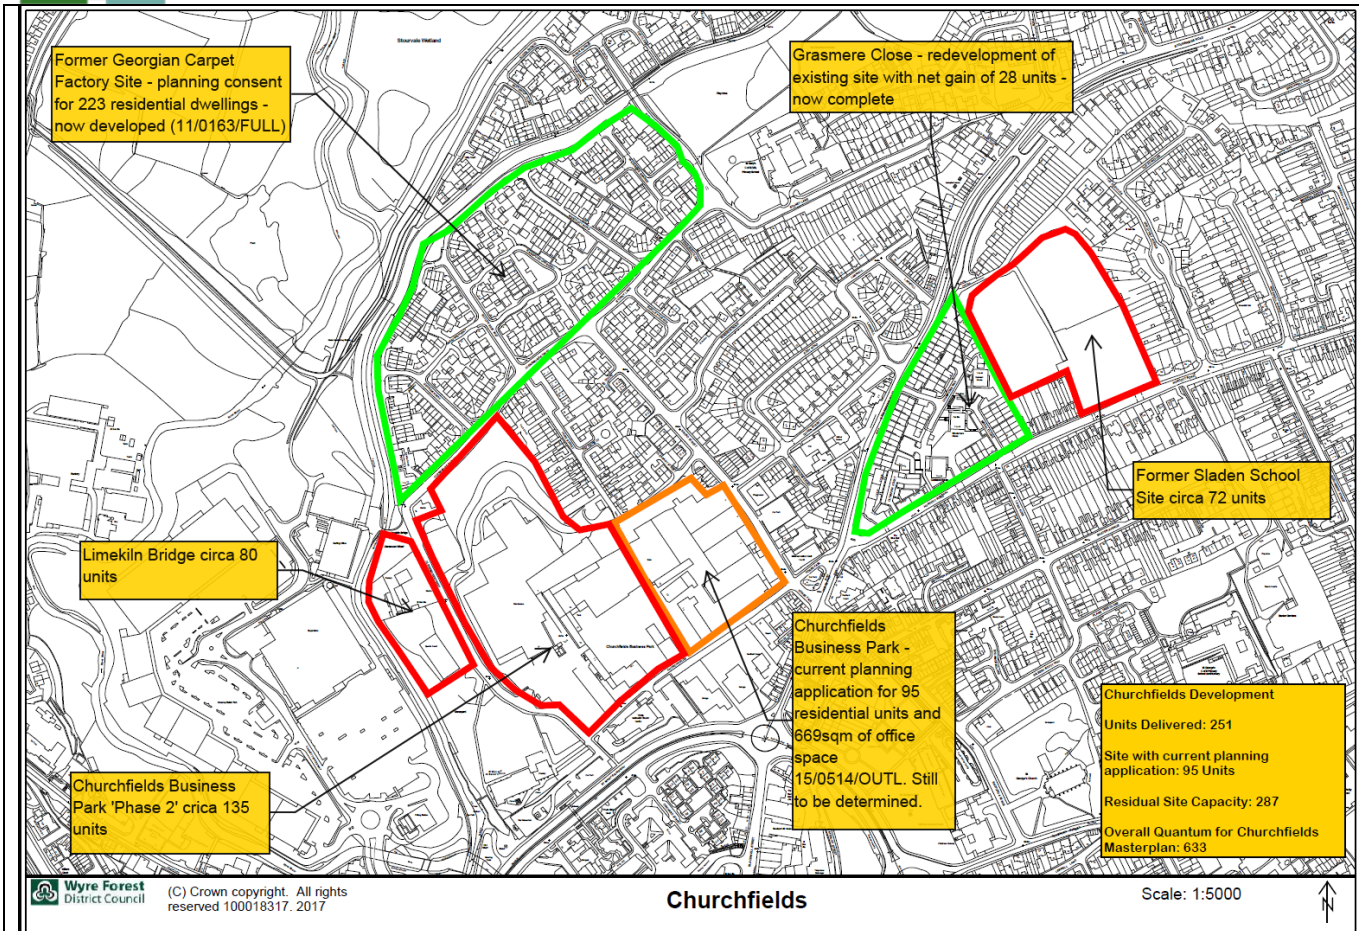 Stourvale Wetland
Former Georgian Carpet
Factory Site - planning consent
for 223 residential dwellings -
now developed (11/0163/FULL)
Grasmere Close - redevelopment of
existing site with net gain of 28 units -
now complete
Former Sladen School
Site circa 72 units
Limekiln Bridge circa 80
units
Churchfields Business Park
Churchfields
Business Park -
current planning
application for 95
residential units and
669sqm of office
space
15/0514/OUTL. Still
to be determined.
Churchfields Business
Park 'Phase 2' crica 135
units
Churchfields Development
Units Delivered: 251
Site with current planning
application: 95 Units
Residual Site Capacity: 287
Overall Quantum for Churchfields
Masterplan: 633
Wyre Forest
District Council
(C) Crown copyright. All rights
reserved 100018317. 2017
Churchfields
Scale: 1:5000
N